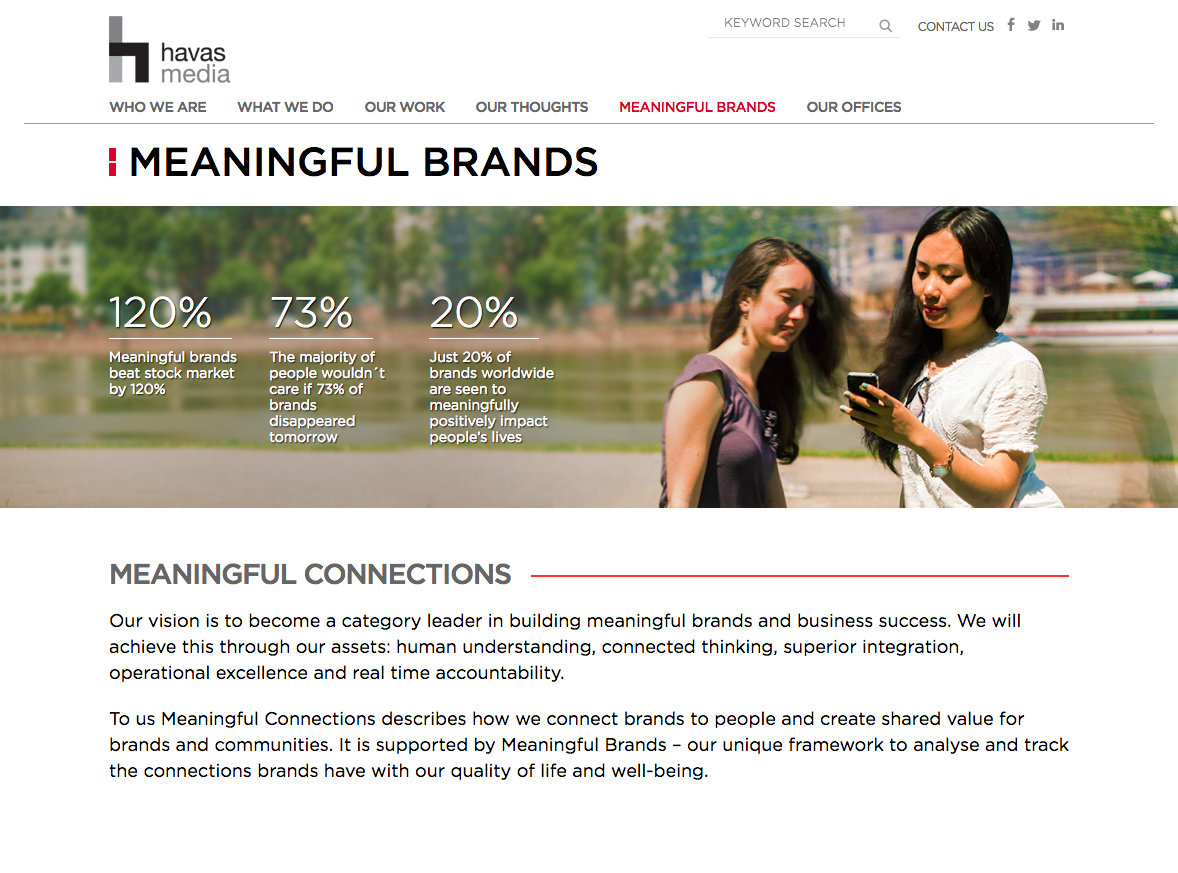 havas
media
KEYWORD SEARCH
CONTACT US
WHO WE ARE
WHAT WE DO
OUR WORK
OUR THOUGHTS
MEANINGFUL BRANDS
OUR OFFICES
MEANINGFUL BRANDS
120%
Meaningful brands
beat stock market
by 120%
73%
The majority of
people wouldn´t
care if 73% of
brands
disappeared
tomorrow
20%
Just 20% of
brands worldwide
are seen to
meaningfully
positively impact
people's lives
MEANINGFUL CONNECTIONS
Our vision is to become a category leader in building meaningful brands and business success. We will
achieve this through our assets: human understanding, connected thinking, superior integration,
operational excellence and real time accountability.
To us Meaningful Connections describes how we connect brands to people and create shared value for
brands and communities. It is supported by Meaningful Brands – our unique framework to analyse and track
the connections brands have with our quality of life and well-being.